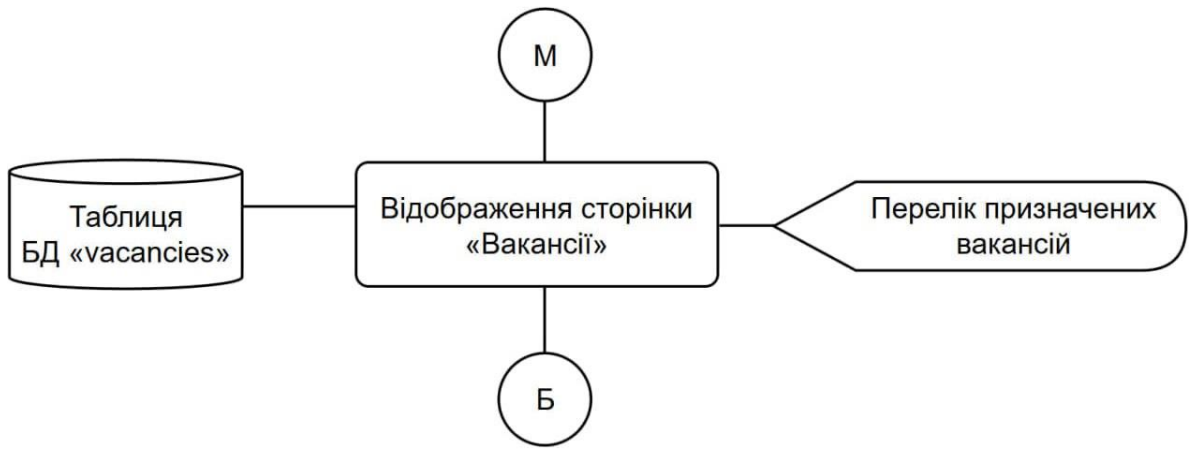 М
Таблиця
БД «vacancies»
Відображення сторінки
«Вакансії»
Перелік призначених
вакансій
Б